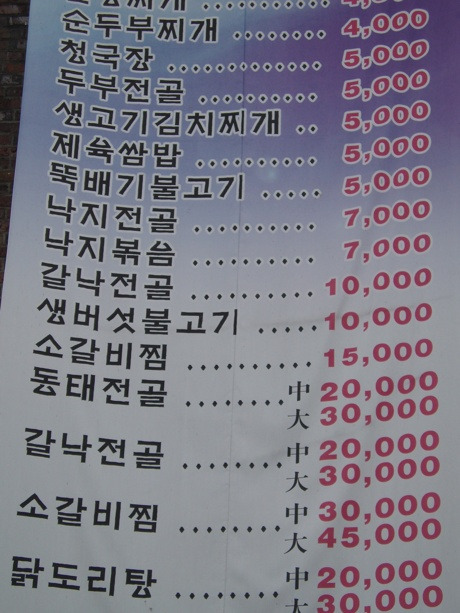 순두부찌개 ........ 4,000
청국장 ............. 5,000
두부전골 .......... 5,000
생고기김치찌개 .. 5,000
제육쌈밥 .......... 5,000
뚝배기불고기 ..... 5,000
낙지전골 .......... 7,000
낙지볶음 .......... 7,000
갈낙전골 .......... 10,000
생버섯불고기 ..... 10,000
소갈비찜 .......... 15,000
동태전골 ........ 中 20,000
大 30,000
갈낙전골 ........ 中 20,000
大 30,000
소갈비찜 ........ 中 30,000
大 45,000
닭도리탕 ........ 中 20,000
大 30,000